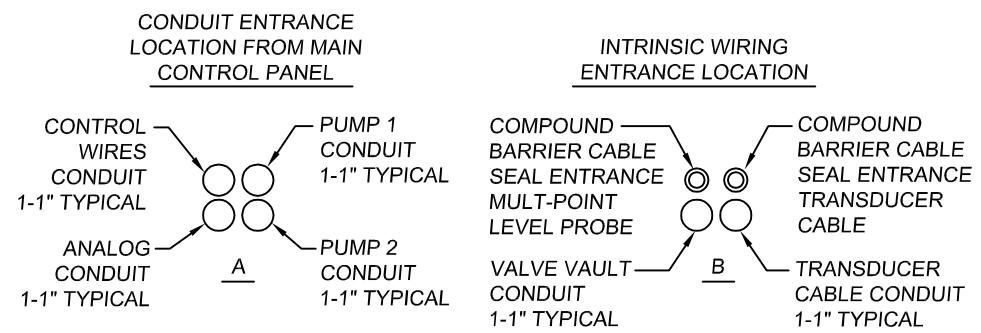 CONDUIT ENTRANCE
LOCATION FROM MAIN
CONTROL PANEL
CONTROL
WIRES
CONDUIT
1-1" TYPICAL
PUMP 1
CONDUIT
1-1" TYPICAL
ANALOG
CONDUIT
1-1" TYPICAL
A
PUMP 2
CONDUIT
1-1" TYPICAL
INTRINSIC WIRING
ENTRANCE LOCATION
COMPOUND
BARRIER CABLE
SEAL ENTRANCE
MULT-POINT
LEVEL PROBE
COMPOUND
BARRIER CABLE
SEAL ENTRANCE
TRANSDUCER
CABLE
VALVE VAULT
CONDUIT
1-1" TYPICAL
B
TRANSDUCER
CABLE CONDUIT
1-1" TYPICAL